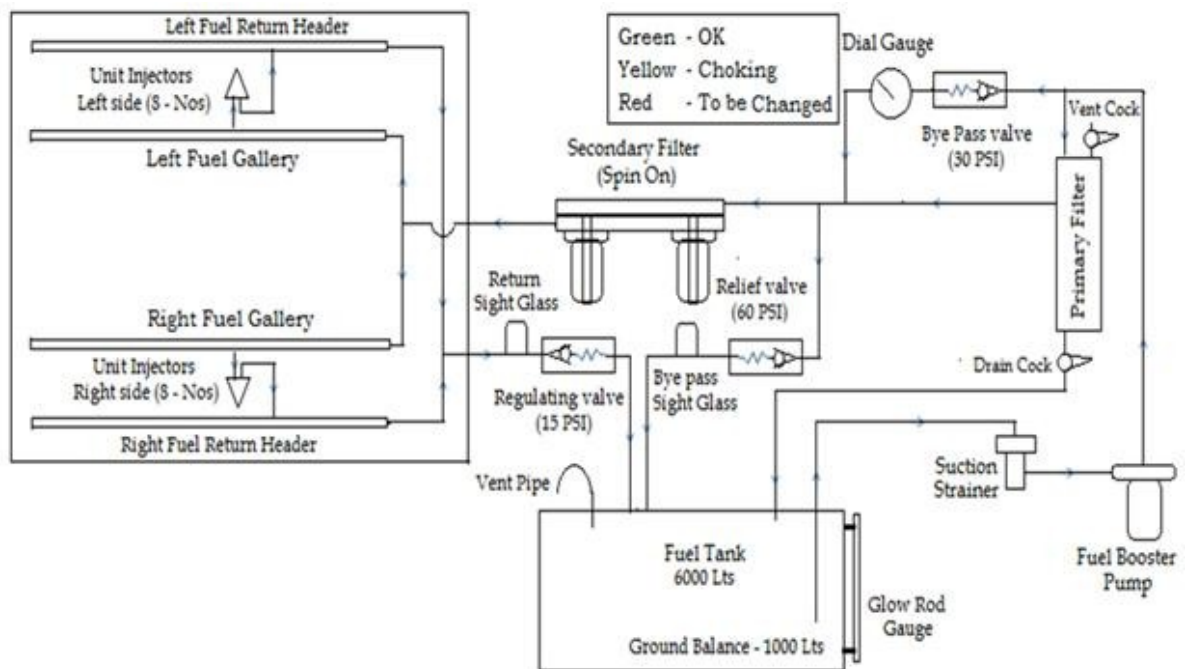 Left Fuel Return Header
Unit Injectors
Left side (8 - Nos)
Left Fuel Gallery
Right Fuel Gallery
Unit Injectors
Right side (8 - Nos)
Right Fuel Return Header
Green - OK
Yellow - Choking
Red - To be Changed
Dial Gauge
Bye Pass valve
(30 PSI)
Vent Cock
Secondary Filter
(Spin On)
Primary Filter
Return
Sight Glass
Relief valve
(60 PSI)
Regulating valve
(15 PSI)
Bye pass
Sight Glass
Drain Cock
Vent Pipe
Suction
Strainer
Fuel Booster
Pump
Fuel Tank
6000 Lts
Ground Balance - 1000 Lts
Glow Rod
Gauge